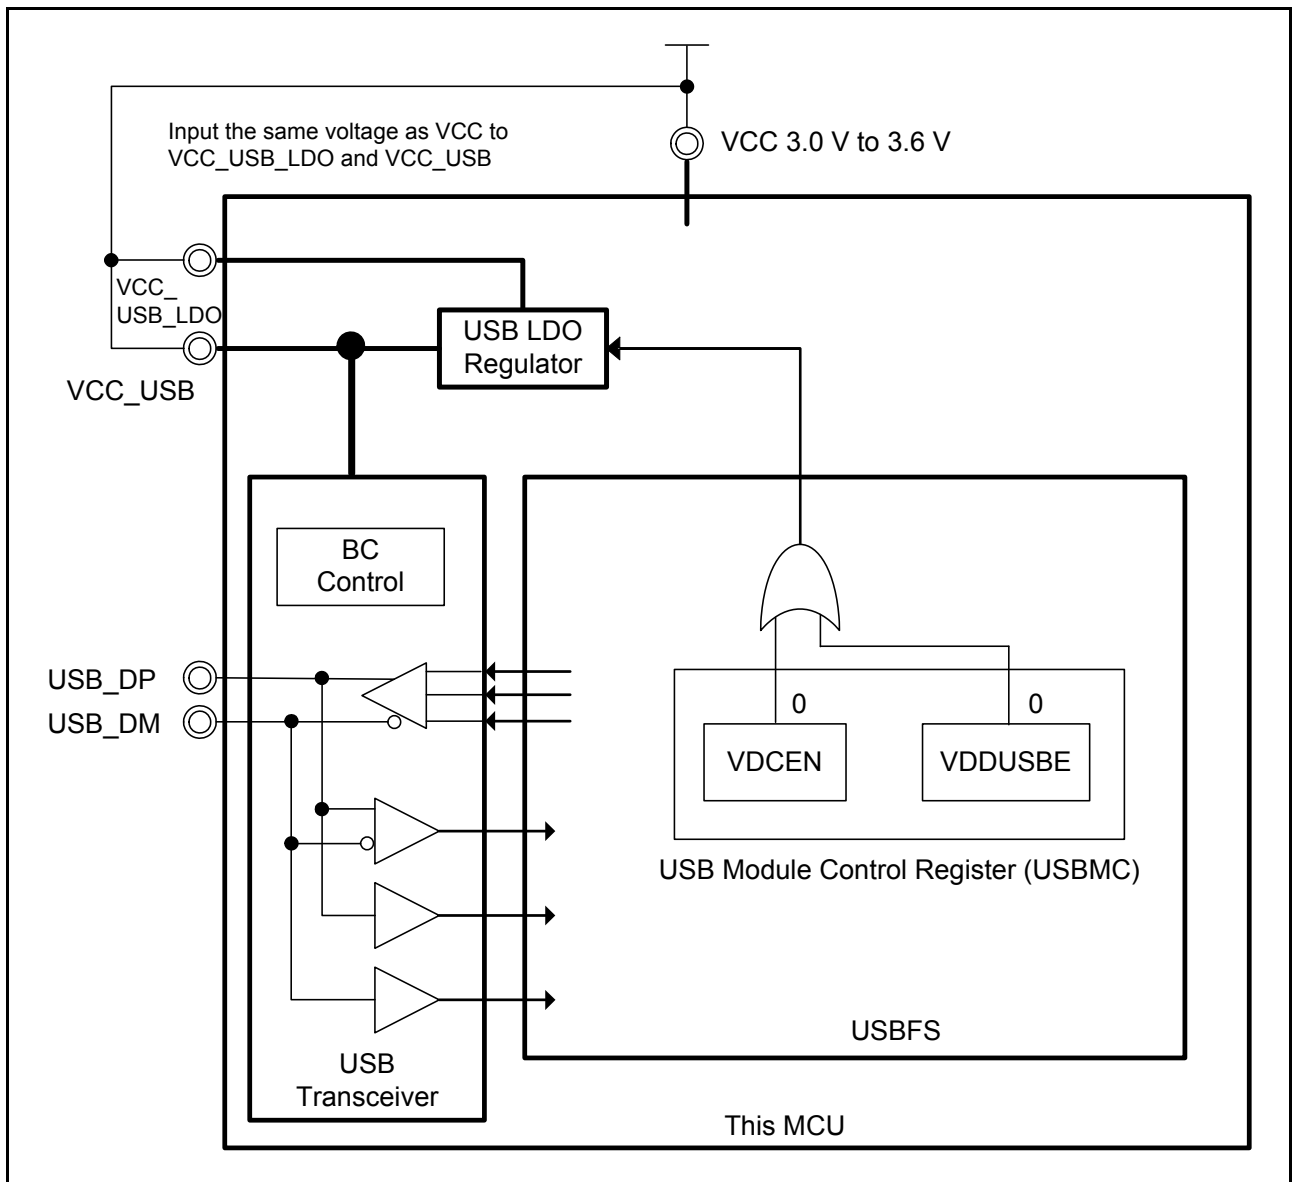 Input the same voltage as VCC to
VCC_USB_LDO and VCC_USB
VCC 3.0 V to 3.6 V
VCC_
USB_LDO
VCC_USB
USB LDO
Regulator
BC
Control
USB_DP
USB_DM
0
0
VDCEN
VDDUSBE
USB Module Control Register (USBMC)
USBFS
USB
Transceiver
This MCU